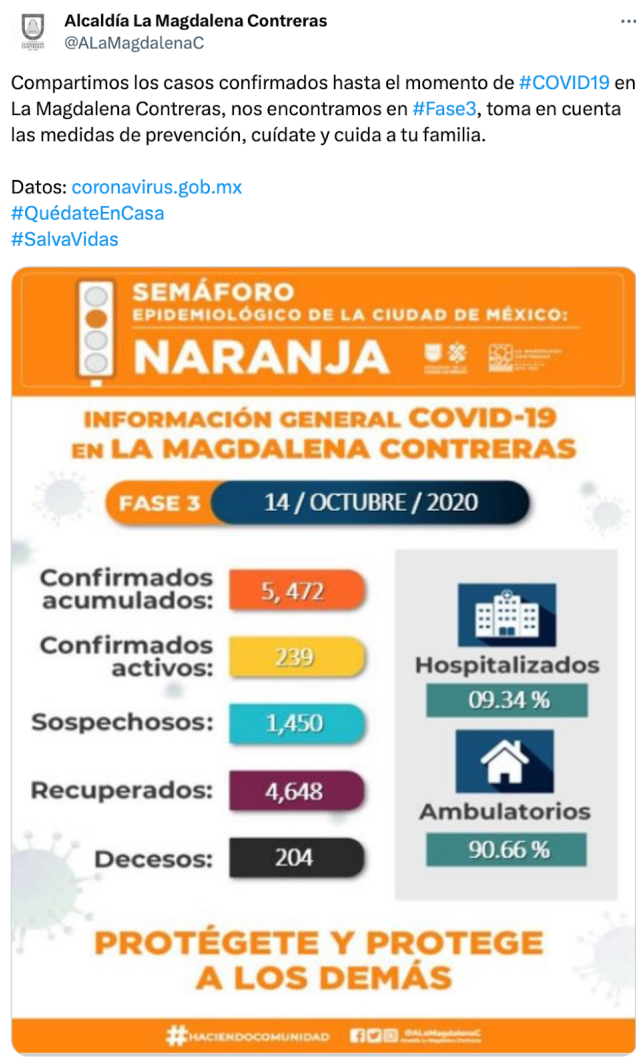 Alcaldía La Magdalena Contreras
@ALaMagdalenaC
Compartimos los casos confirmados hasta el momento de #COVID19 en
La Magdalena Contreras, nos encontramos en #Fase3, toma en cuenta
las medidas de prevención, cuídate y cuida a tu familia.
Datos: coronavirus.gob.mx
#QuédateEnCasa
#SalvaVidas
SEMÁFORO
EPIDEMIOLÓGICO DE LA CIUDAD DE MÉXICO:
NARANJA
INFORMACIÓN GENERAL COVID-19
EN LA MAGDALENA CONTRERAS
FASE 3 14 / OCTUBRE / 2020
Confirmados
acumulados: 5, 472
Confirmados
activos: 239
Sospechosos: 1,450
Recuperados: 4,648
Decesos: 204
Hospitalizados
09.34 %
Ambulatorios
90.66 %
PROTÉGETE Y PROTEGE
A LOS DEMÁS
#HACIENDOCOMUNIDAD @ALaMagdalenaC
Alcaldía La Magdalena Contreras